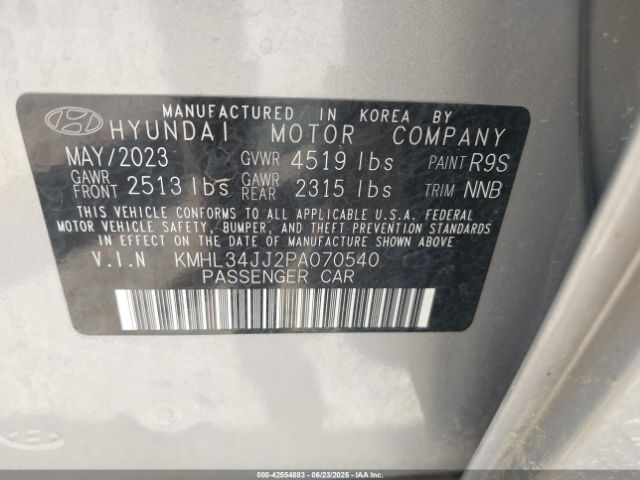 MANUFACTURED IN KOREA BY
HYUNDAI MOTOR COMPANY
MAY/2023 GVWR 4519 lbs PAINT R9S
GAWR FRONT 2513 lbs GAWR REAR 2315 lbs TRIM NNB
THIS VEHICLE CONFORMS TO ALL APPLICABLE U.S.A. FEDERAL
MOTOR VEHICLE SAFETY, BUMPER, AND THEFT PREVENTION
STANDARDS IN EFFECT ON THE DATE OF MANUFACTURE SHOWN ABOVE.
V.I.N KMHL34JJ2PA070540
PASSENGER CAR
000-42554883 - 06/23/2025 - IAA Inc.